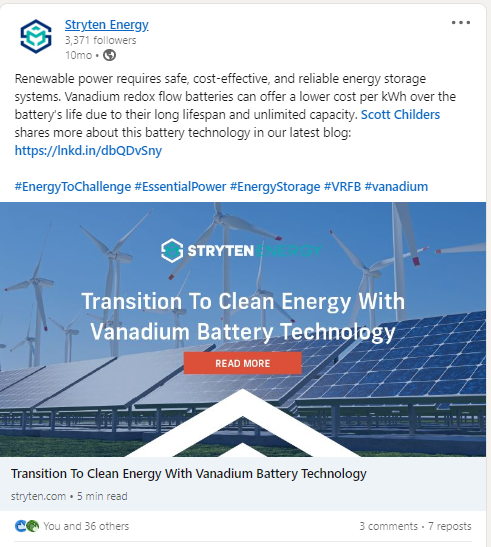 Stryten Energy
3,371 followers
10mo •
Renewable power requires safe, cost-effective, and reliable energy storage
systems. Vanadium redox flow batteries can offer a lower cost per kWh over the
battery's life due to their long lifespan and unlimited capacity. Scott Childers
shares more about this battery technology in our latest blog:
https://lnkd.in/dbQDvSny
#EnergyToChallenge #EssentialPower #EnergyStorage #VRFB #vanadium
STRYTEN ENERGY
Transition To Clean Energy With
Vanadium Battery Technology
READ MORE
Transition To Clean Energy With Vanadium Battery Technology
stryten.com • 5 min read
You and 36 others
3 comments • 7 reposts